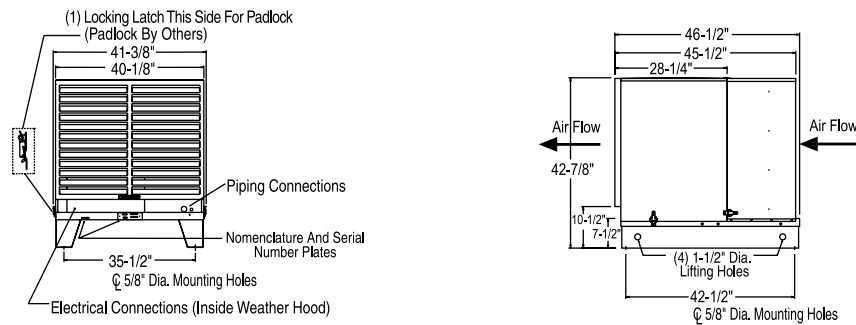 (1) Locking Latch This Side For Padlock
(Padlock By Others)
41-3/8"
40-1/8"
Piping Connections
Nomenclature And Serial
Number Plates
35-1/2"
℄ 5/8" Dia. Mounting Holes
Electrical Connections (Inside Weather Hood)
46-1/2"
45-1/2"
28-1/4"
Air Flow
Air Flow
42-7/8"
10-1/2"
7-1/2"
(4) 1-1/2" Dia.
Lifting Holes
42-1/2"
℄ 5/8" Dia. Mounting Holes